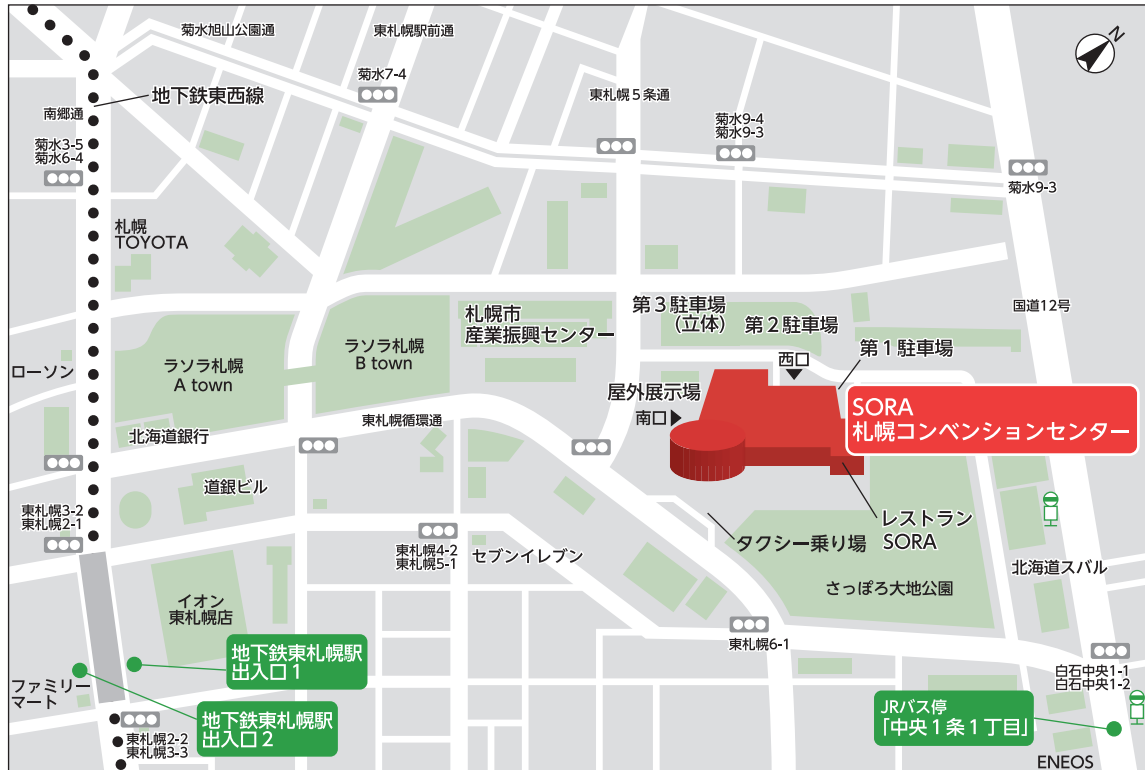 菊水旭山公園通
東札幌駅前通
N
菊水7-4
地下鉄東西線
南郷通
東札幌5条通
菊水9-4
菊水9-3
菊水3-5
菊水6-4
菊水9-3
札幌
TOYOTA
国道12号
札幌市
産業振興センター
第3駐車場
(立体)
第2駐車場
第1駐車場
西口
ラソラ札幌
A town
ラソラ札幌
B town
ローソン
屋外展示場
南口
SORA
札幌コンベンションセンター
東札幌循環通
北海道銀行
道銀ビル
東札幌3-2
東札幌2-1
東札幌4-2
東札幌5-1
セブンイレブン
タクシー乗り場
レストラン
SORA
さっぽろ大地公園
北海道スバル
イオン
東札幌店
東札幌6-1
地下鉄東札幌駅
出入口1
白石中央1-1
白石中央1-2
ファミリー
マート
地下鉄東札幌駅
出入口2
JRバス停
「中央1条1丁目」
東札幌2-2
東札幌3-3
ENEOS